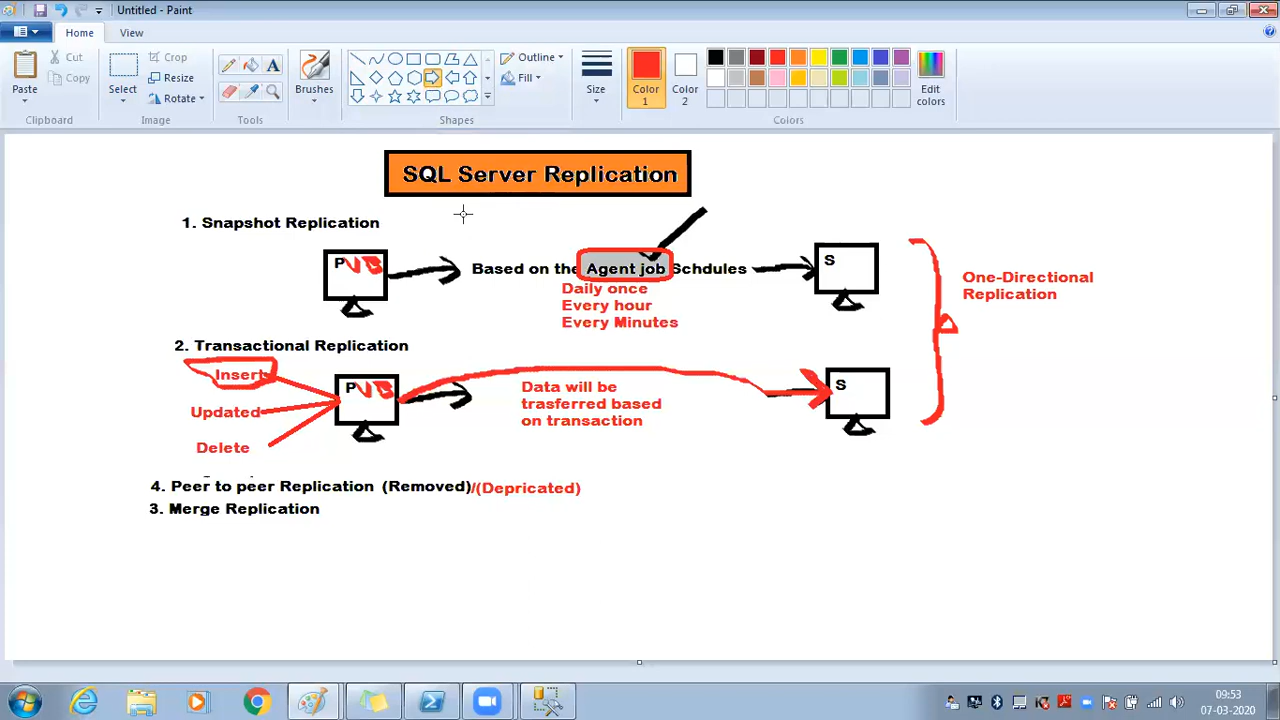 Untitled - Paint
Home
View
Paste
Cut
Copy
Clipboard
Select
Crop
Resize
Rotate
Image
Tools
Brushes
Outline
Fill
Shapes
Size
Color 1
Color 2
Edit colors
Colors
SQL Server Replication
1. Snapshot Replication
P
Based on the Agent job Schdules
S
Daily once
Every hour
Every Minutes
One-Directional
Replication
2. Transactional Replication
Insert
Updated
Delete
P
Data will be
trasferred based
on transaction
S
4. Peer to peer Replication (Removed)/(Depricated)
3. Merge Replication
09:53
07-03-2020